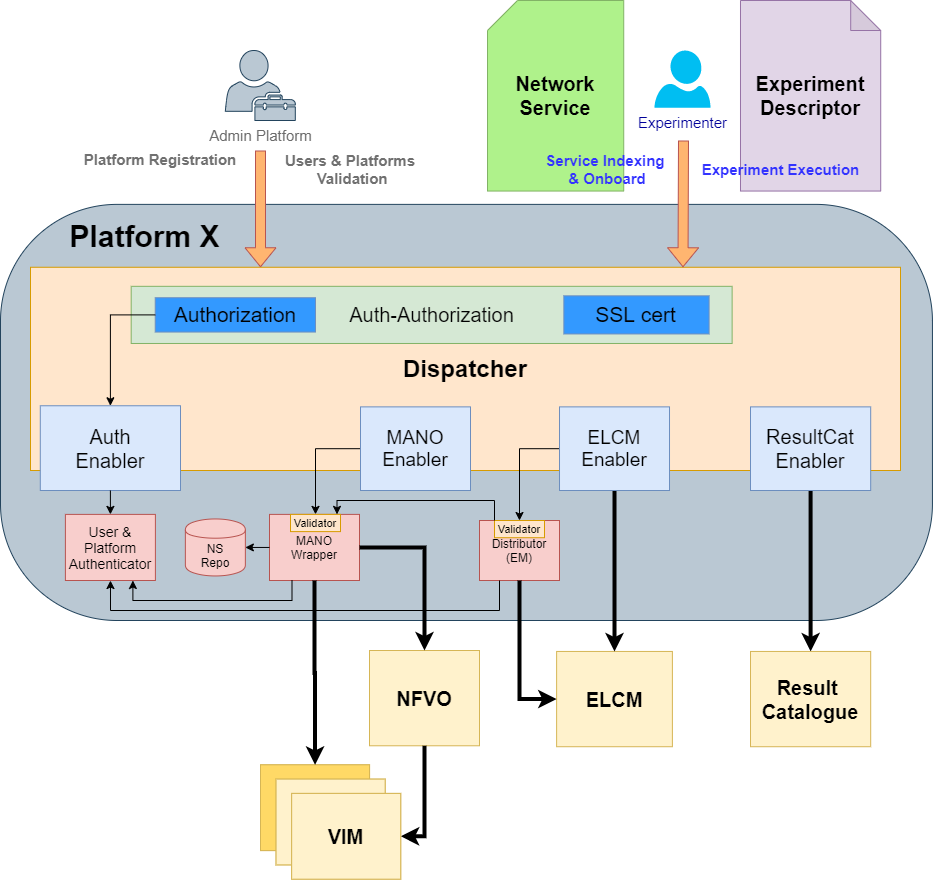 Network
Service
Experiment
Descriptor
Admin Platform
Experimenter
Platform Registration
Users & Platforms
Validation
Service Indexing
& Onboard
Experiment Execution
Platform X
Authorization
Auth-Authorization
SSL cert
Dispatcher
Auth
Enabler
MANO
Enabler
ELCM
Enabler
ResultCat
Enabler
User &
Platform
Authenticator
NS
Repo
Validator
MANO
Wrapper
Validator
Distributor
(EM)
NFVO
ELCM
Result
Catalogue
VIM